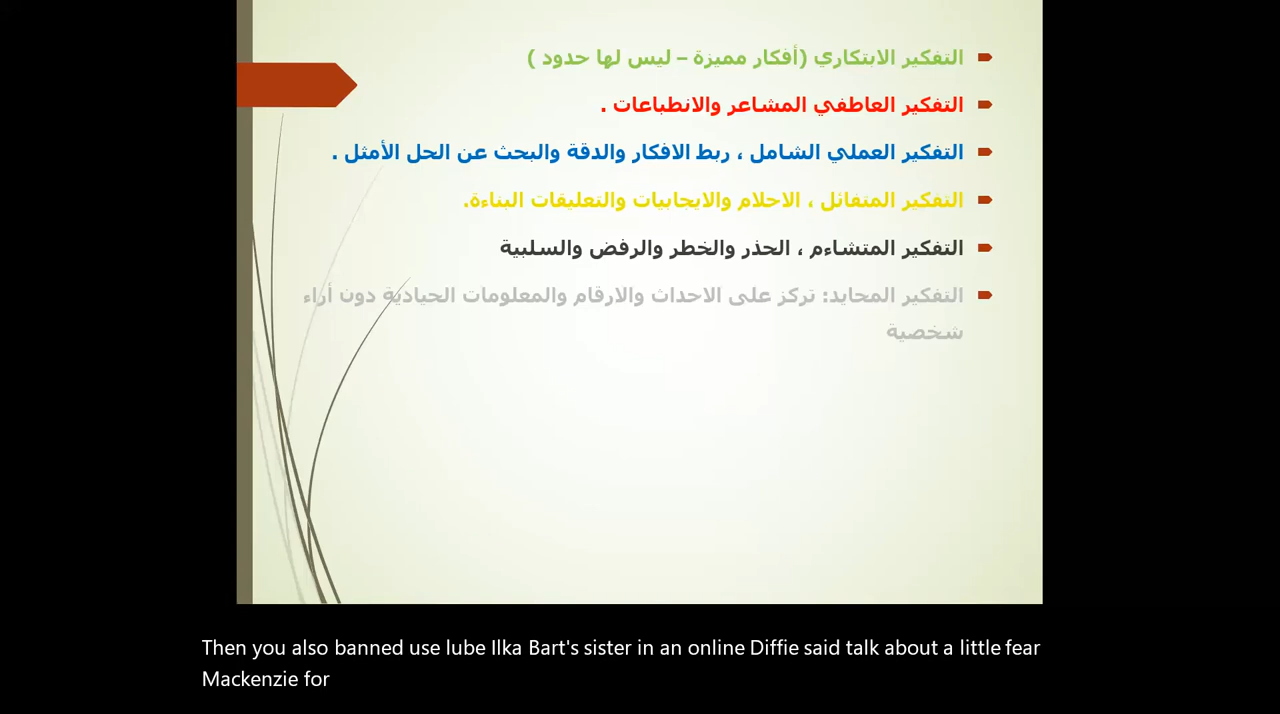 التفكير الابتكاري (أفكار مميزة – ليس لها حدود )
التفكير العاطفي المشاعر والانطباعات .
التفكير العملي الشامل ، ربط الافكار والدقة والبحث عن الحل الأمثل .
التفكير المتفائل ، الاحلام والايجابيات والتعليقات البناءة.
التفكير المتشاءم ، الحذر والخطر والرفض والسلبية
التفكير المحايد: تركز على الاحداث والارقام والمعلومات الحيادية دون أراء
شخصية
Then you also banned use lube Ilka Bart's sister in an online Diffie said talk about a little fear
Mackenzie for